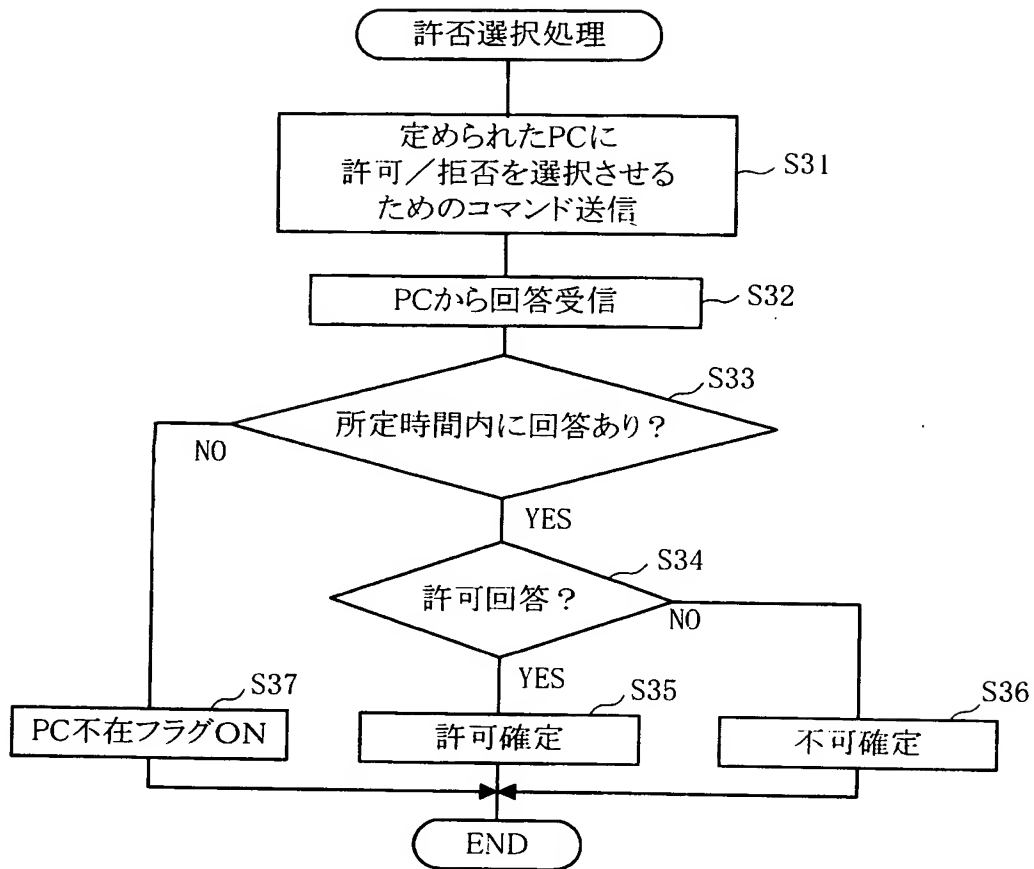 許否選択処理
定められたPCに
許可／拒否を選択させる
ためのコマンド送信
S31
PCから回答受信
S32
S33
所定時間内に回答あり？
NO
YES
S34
許可回答？
NO
YES
S37
PC不在フラグON
S35
許可確定
S36
不可確定
END